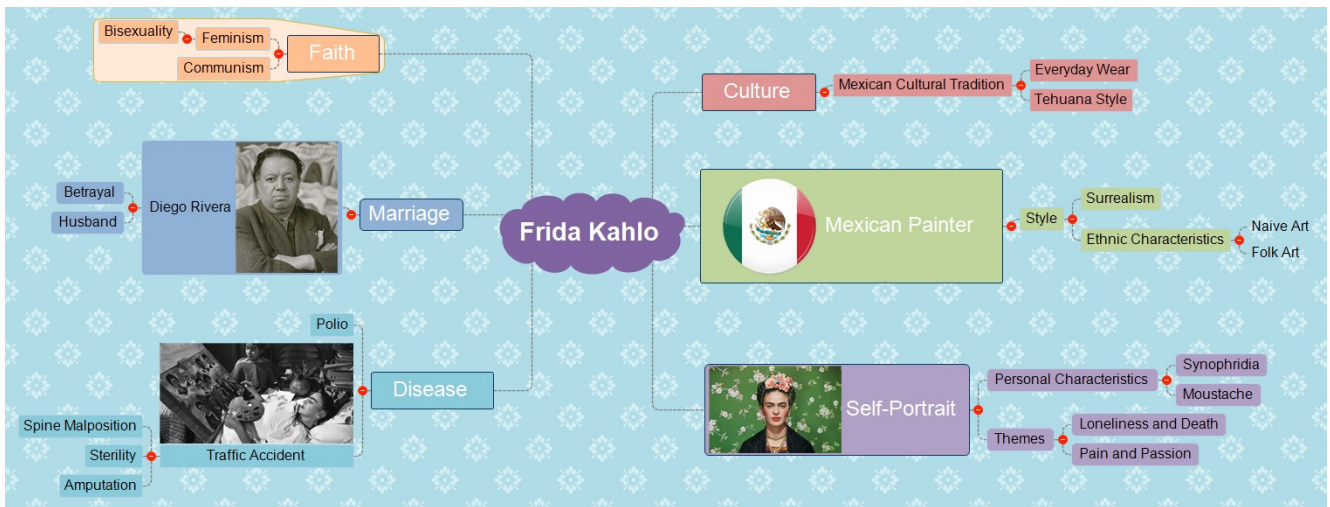 Frida Kahlo
Faith
Feminism
Bisexuality
Communism
Marriage
Diego Rivera
Betrayal
Husband
Disease
Polio
Traffic Accident
Spine Malposition
Sterility
Amputation
Culture
Mexican Cultural Tradition
Everyday Wear
Tehuana Style
Mexican Painter
Style
Surrealism
Ethnic Characteristics
Naive Art
Folk Art
Self-Portrait
Personal Characteristics
Synophridia
Moustache
Themes
Loneliness and Death
Pain and Passion